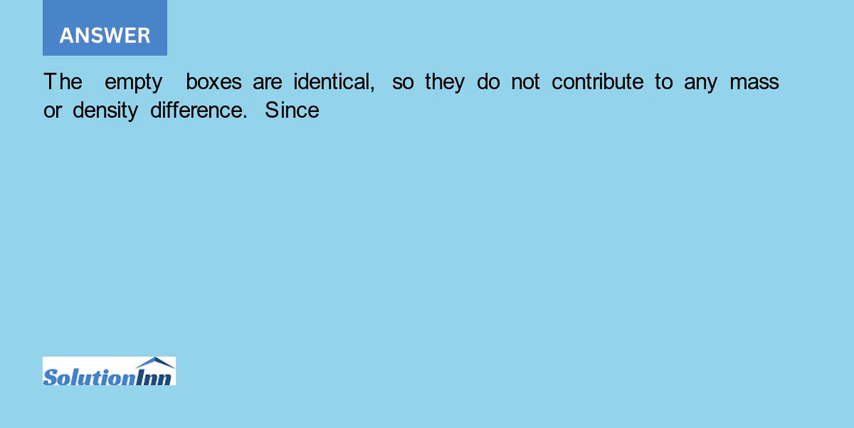 ANSWER
The empty boxes are identical, so they do not contribute to any mass
or density difference. Since
SolutionInn